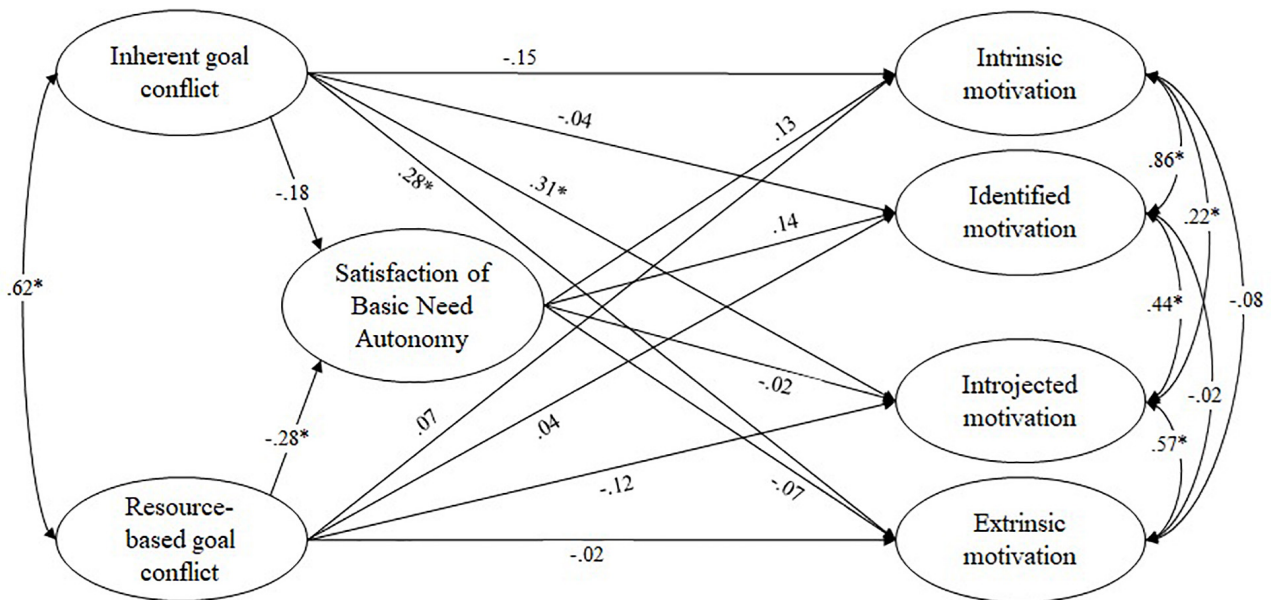 Inherent goal
conflict
Intrinsic
motivation
-.15
-.04
.13
.28*
.31*
.86*
-.18
Identified
motivation
.14
.22*
Satisfaction of
Basic Need
Autonomy
.62*
.44*
-.08
-.02
Introjected
motivation
-.02
.07
.04
-.28*
.57*
-.12
-.07
Resource-
based goal
conflict
Extrinsic
motivation
-.02